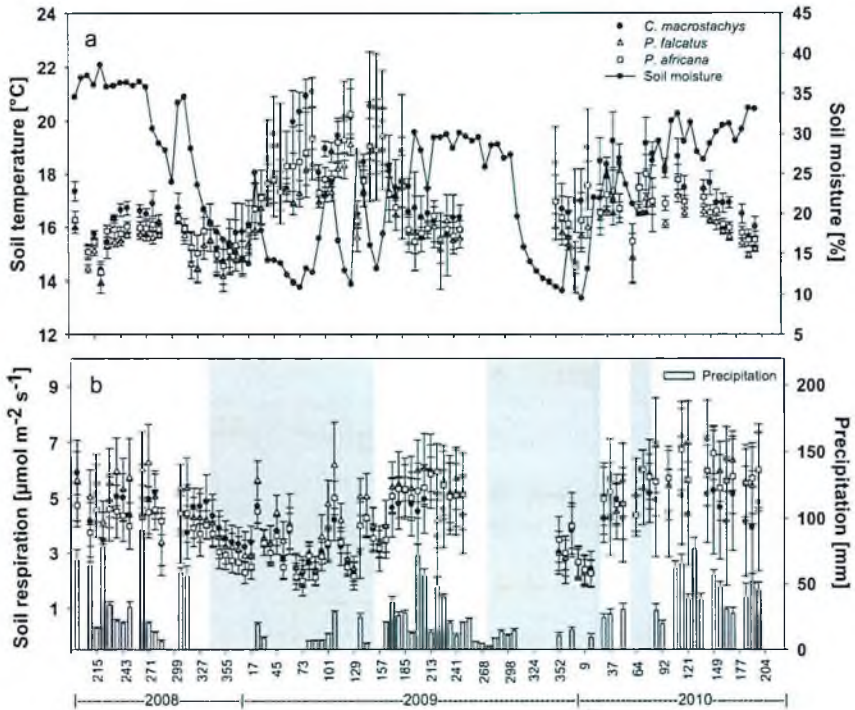 a
C. macrostachys
P. falcatus
P. africana
Soil moisture
Soil temperature [°C]
24
22
20
18
16
14
12
Soil moisture [%]
45
40
35
30
25
20
15
10
5
b
Precipitation
Soil respiration [µmol m⁻² s⁻¹]
9
7
5
3
1
Precipitation [mm]
200
150
100
50
0
215 243 271 299 327 355 17 45 73 101 129 157 185 213 241 268 298 324 352 9 37 64 92 121 149 177 204
2008 2009 2010